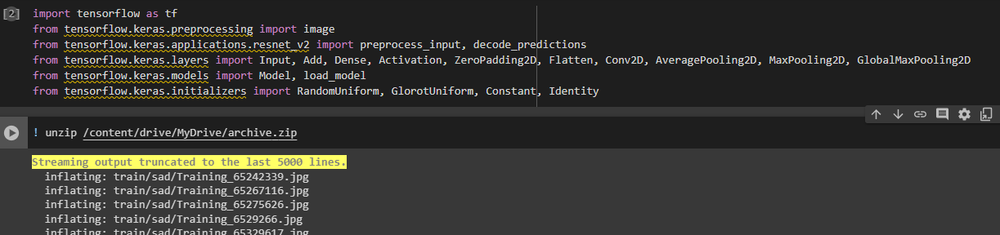 [2] import tensorflow as tf
from tensorflow.keras.preprocessing import image
from tensorflow.keras.applications.resnet_v2 import preprocess_input, decode_predictions
from tensorflow.keras.layers import Input, Add, Dense, Activation, ZeroPadding2D, Flatten, Conv2D, AveragePooling2D, MaxPooling2D, GlobalMaxPooling2D
from tensorflow.keras.models import Model, load_model
from tensorflow.keras.initializers import RandomUniform, GlorotUniform, Constant, Identity
! unzip /content/drive/MyDrive/archive.zip
Streaming output truncated to the last 5000 lines.
inflating: train/sad/Training_65242339.jpg
inflating: train/sad/Training_65267116.jpg
inflating: train/sad/Training_65275626.jpg
inflating: train/sad/Training_6529266.jpg
inflating: train/sad/Training_65329617.jpg